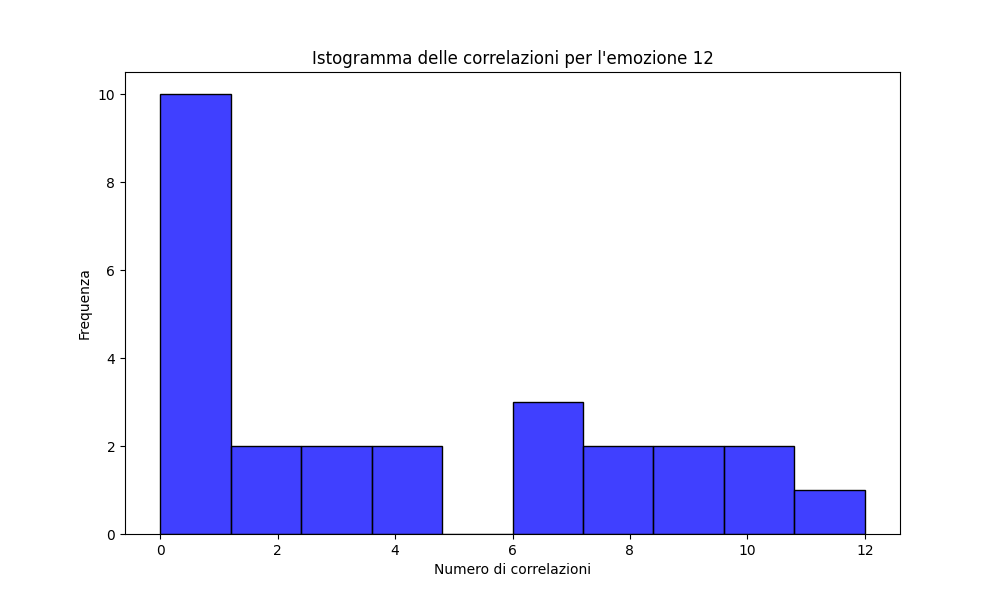 Istogramma delle correlazioni per l'emozione 12
10
8
6
4
2
0
Frequenza
0 2 4 6 8 10 12
Numero di correlazioni